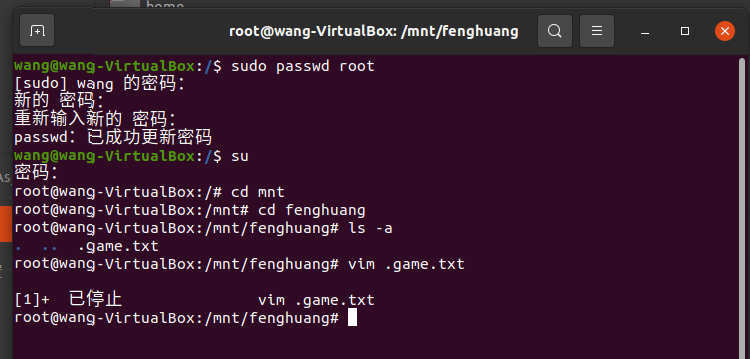 home
root@wang-VirtualBox: /mnt/fenghuang
wang@wang-VirtualBox:/$ sudo passwd root
[sudo] wang 的密码：
新的 密码：
重新输入新的 密码：
passwd：已成功更新密码
wang@wang-VirtualBox:/$ su
密码：
root@wang-VirtualBox:/# cd mnt
root@wang-VirtualBox:/mnt# cd fenghuang
root@wang-VirtualBox:/mnt/fenghuang# ls -a
.  ..  .game.txt
root@wang-VirtualBox:/mnt/fenghuang# vim .game.txt
[1]+  已停止               vim .game.txt
root@wang-VirtualBox:/mnt/fenghuang#